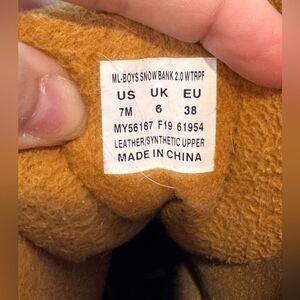 ML-BOYS SNOW BANK 2.0 WTRPF
US UK EU
7M 6 38
MY56187 F19 61954
LEATHER/SYNTHETIC UPPER
MADE IN CHINA